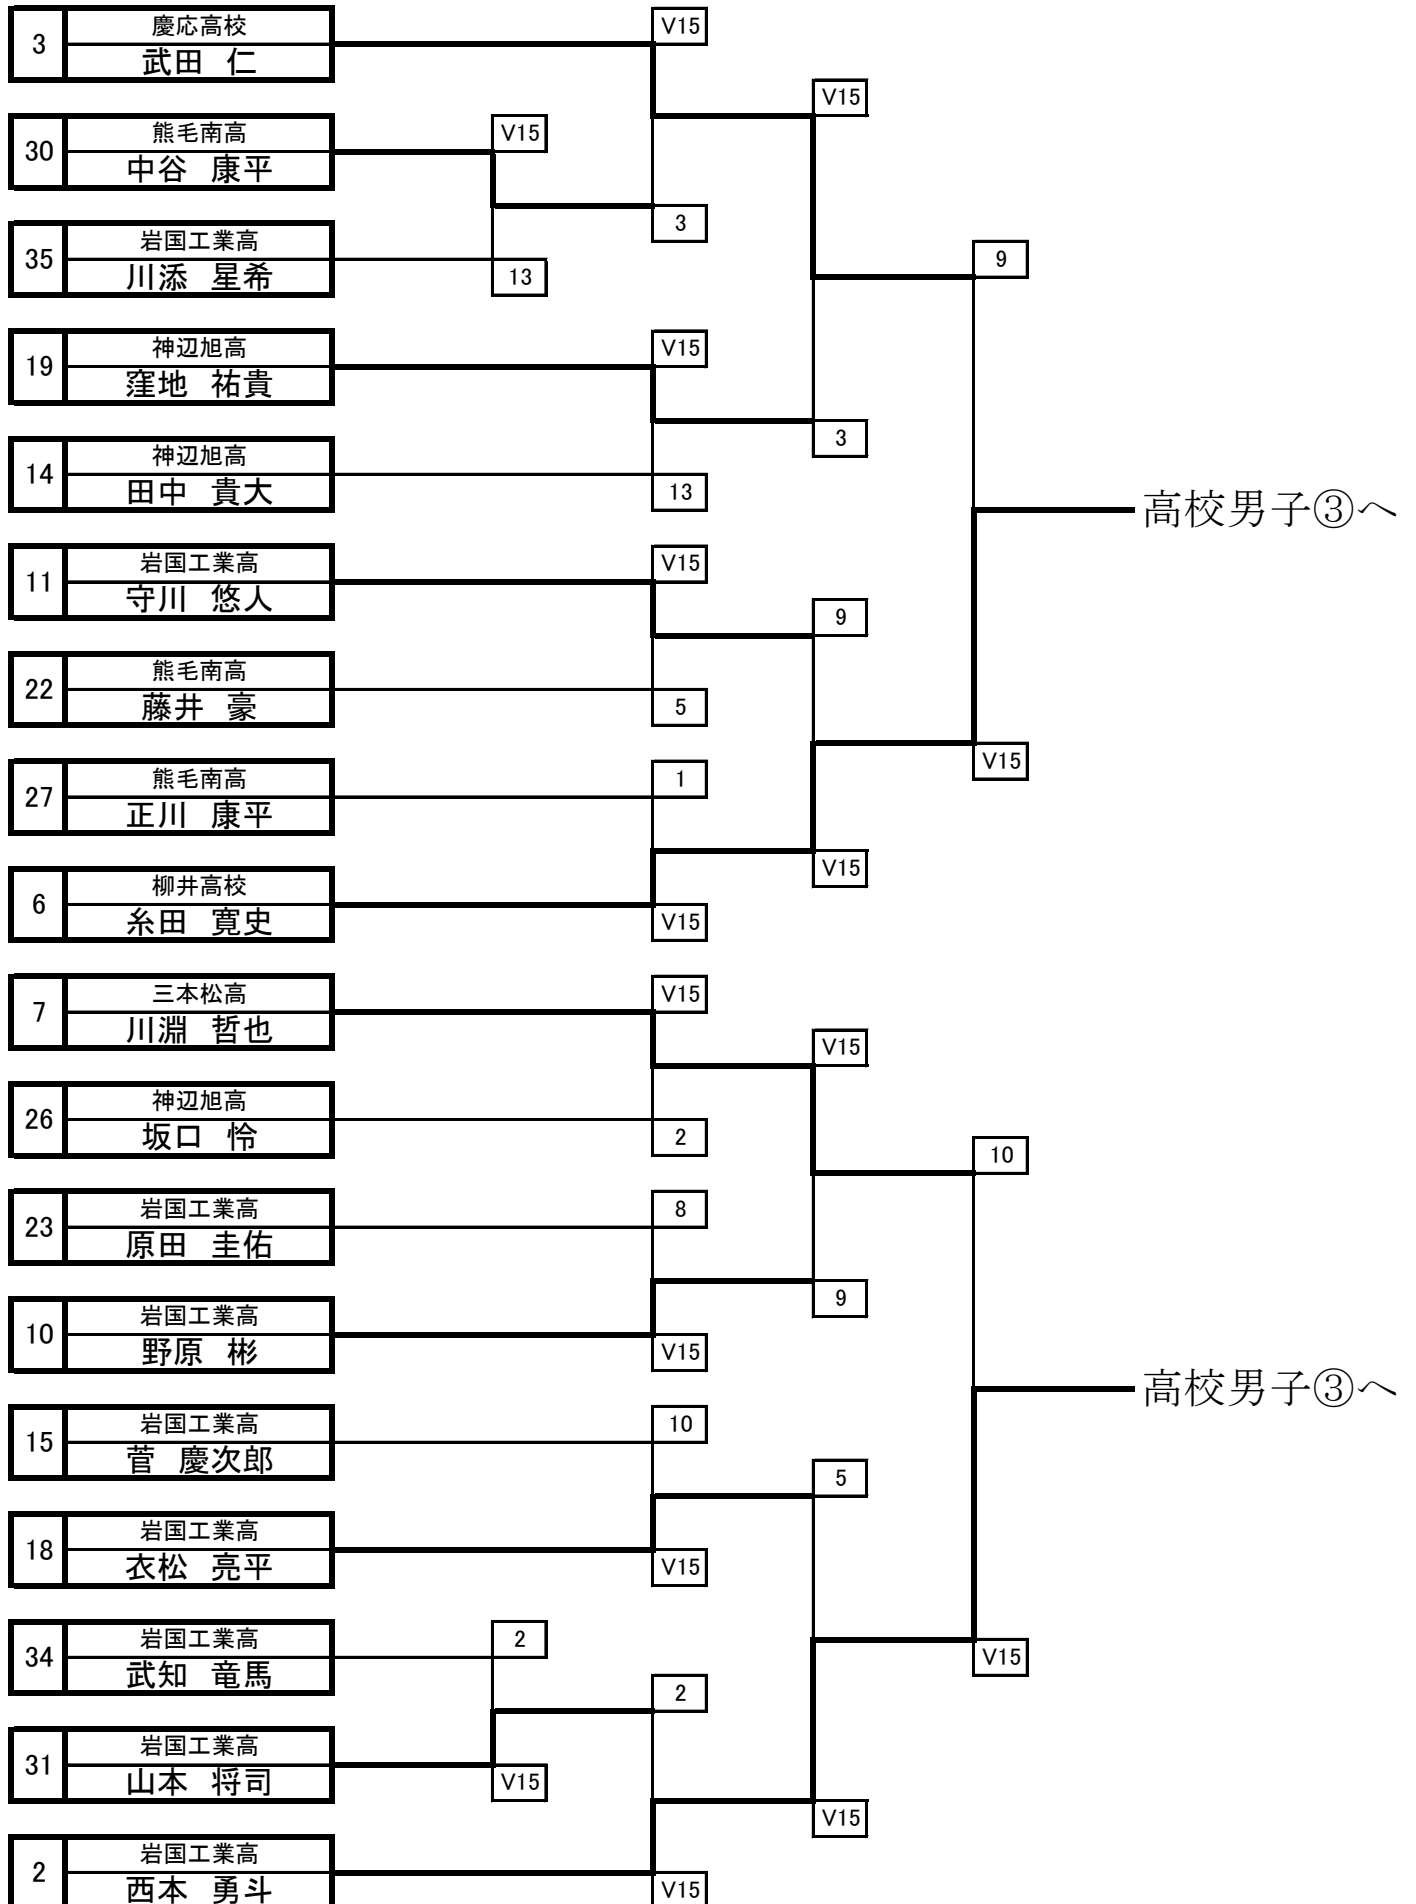 3
慶応高校
武田 仁
V15
V15
30
熊毛南高
中谷 康平
V15
3
35
岩国工業高
川添 星希
13
9
19
神辺旭高
窪地 祐貴
V15
3
14
神辺旭高
田中 貴大
13
高校男子③へ
11
岩国工業高
守川 悠人
V15
9
22
熊毛南高
藤井 豪
5
27
熊毛南高
正川 康平
1
V15
6
柳井高校
糸田 寛史
V15
V15
7
三本松高
川淵 哲也
V15
V15
26
神辺旭高
坂口 怜
2
10
23
岩国工業高
原田 圭佑
8
9
10
岩国工業高
野原 彬
V15
高校男子③へ
15
岩国工業高
菅 慶次郎
10
5
18
岩国工業高
衣松 亮平
V15
34
岩国工業高
武知 竜馬
2
2
V15
31
岩国工業高
山本 将司
V15
V15
2
岩国工業高
西本 勇斗
V15